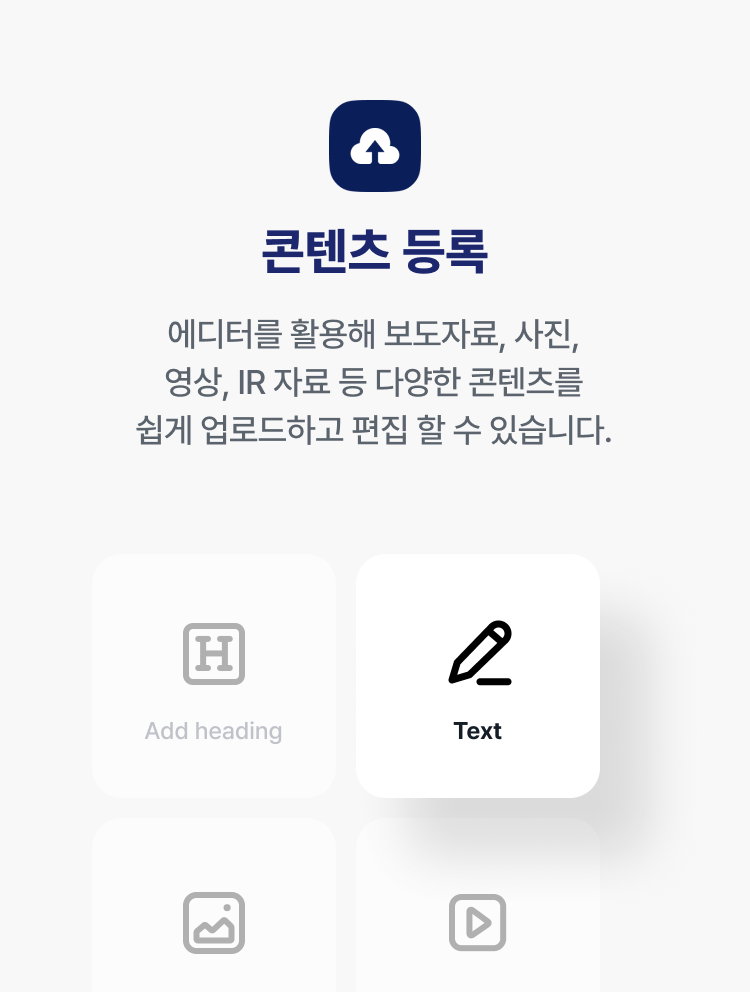 콘텐츠 등록
에디터를 활용해 보도자료, 사진,
영상, IR 자료 등 다양한 콘텐츠를
쉽게 업로드하고 편집 할 수 있습니다.
H
Add heading
Text